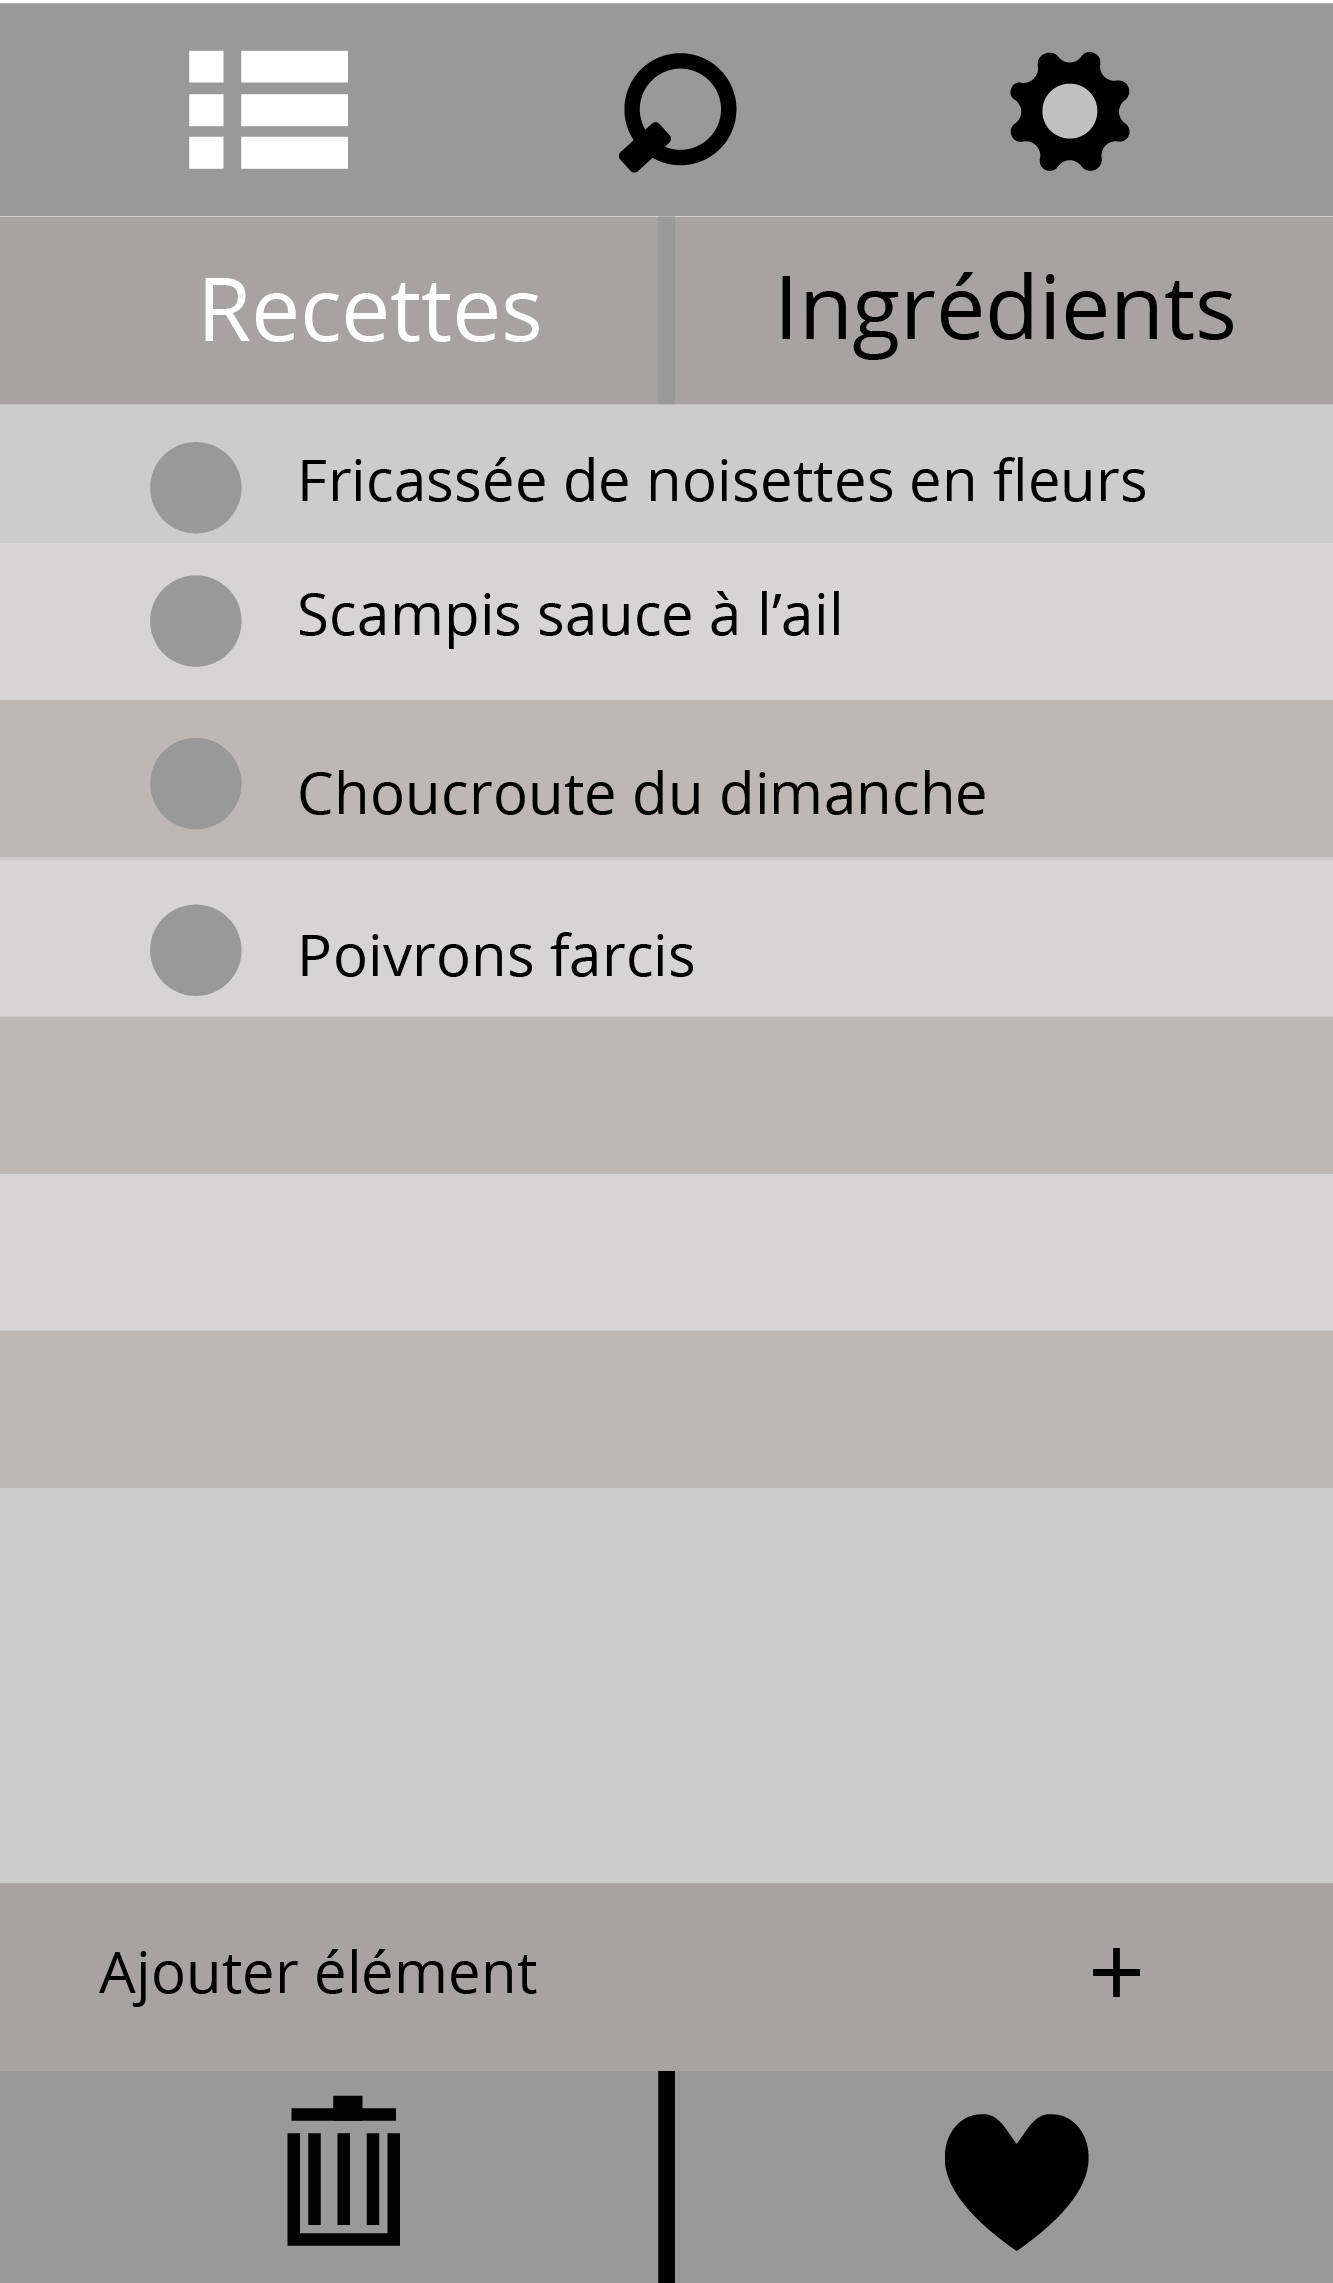 Recettes
Ingrédients
Fricassée de noisettes en fleurs
Scampis sauce à l’ail
Choucroute du dimanche
Poivrons farcis
Ajouter élément +